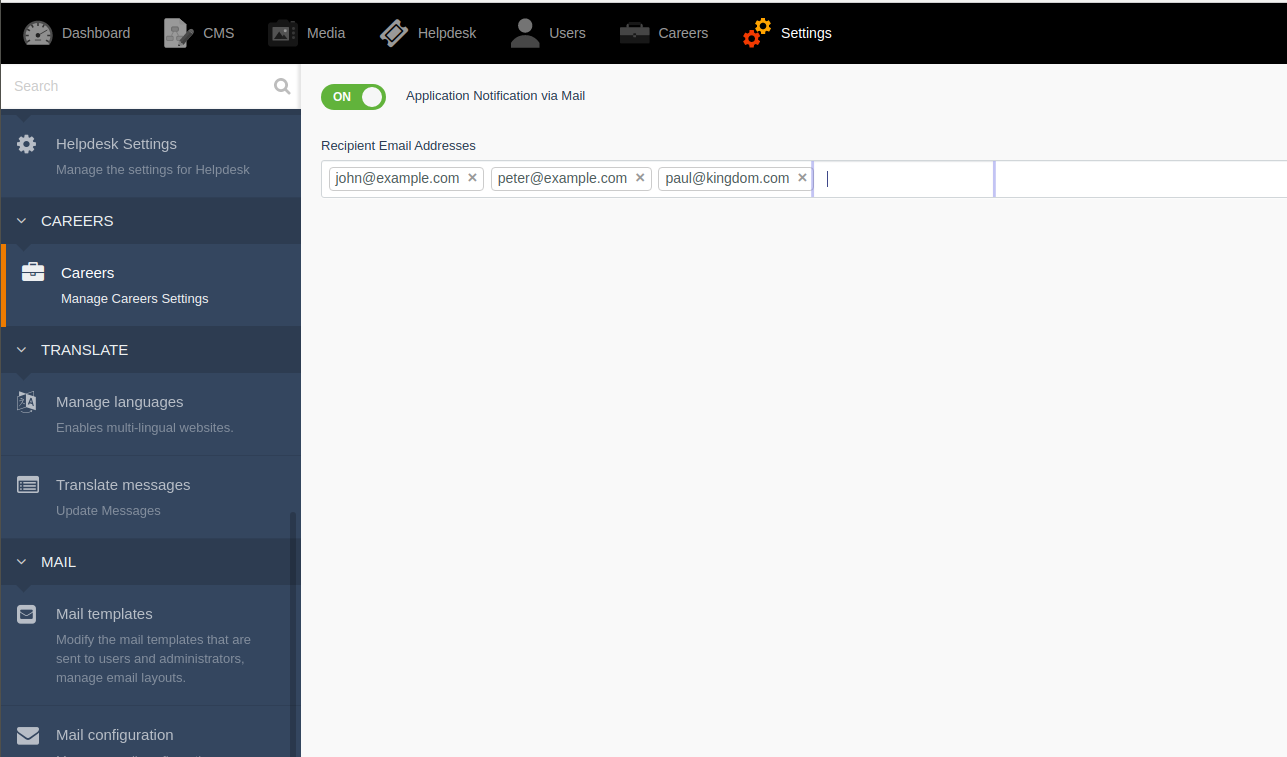 Dashboard CMS Media Helpdesk Users Careers Settings
Search
ON Application Notification via Mail
Recipient Email Addresses
john@example.com × peter@example.com × paul@kingdom.com ×
Helpdesk Settings
Manage the settings for Helpdesk
CAREERS
Careers
Manage Careers Settings
TRANSLATE
Manage languages
Enables multi-lingual websites.
Translate messages
Update Messages
MAIL
Mail templates
Modify the mail templates that are
sent to users and administrators,
manage email layouts.
Mail configuration